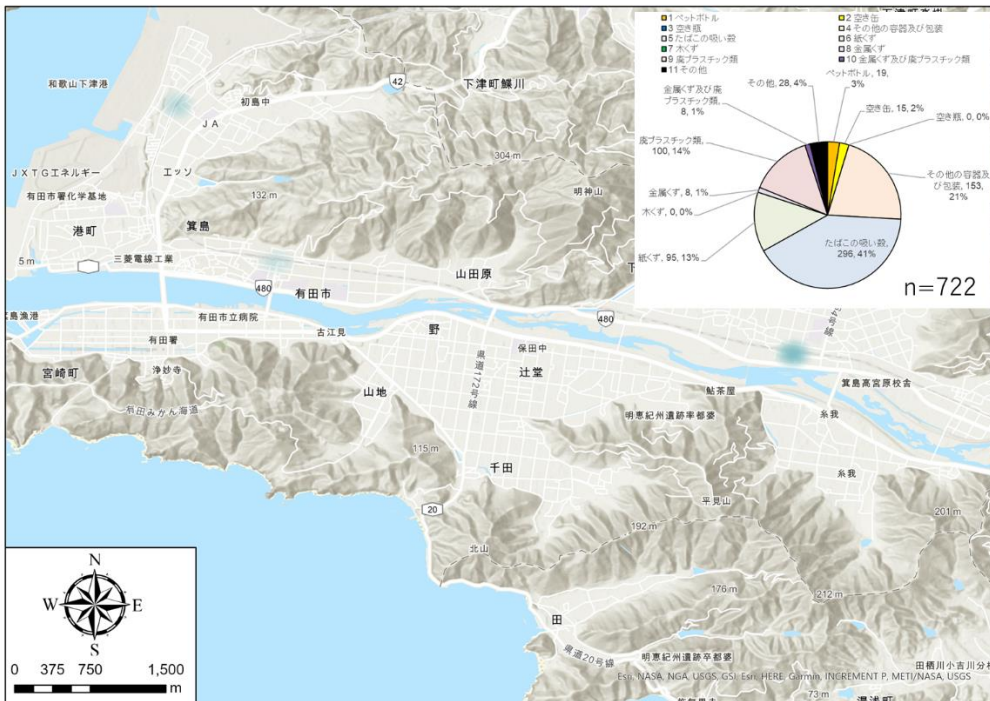 1 ペットボトル
2 空き缶
3 空き瓶
4 その他の容器及び包装
5 たばこの吸い殻
6 紙くず
7 木くず
8 金属くず
9 廃プラスチック類
10 金属くず及び廃プラスチック類
11 その他
ペットボトル, 19,
3%
その他, 28, 4%
金属くず及び廃
プラスチック類
8, 1%
空き缶, 15, 2%
空き瓶, 0, 0%
廃プラスチック類,
100, 14%
その他の容器及
び包装, 153,
21%
金属くず, 8, 1%
木くず, 0, 0%
紙くず, 95, 13%
たばこの吸い殻,
296, 41%
n=722
和歌山下津港
42
下津町鰈川
初島中
JA
304 m
JXTGエネルギー
エッソ
有田市署化学基地
132 m
明神山
港町
箕島
5 m
三菱電線工業
山田原
480
有田市
480
有田市立病院
古江見
野
有田署
保田中
県道172号線
辻堂
宮崎町
浄妙寺
山地
鮎茶屋
箕島高宮原校舎
糸我
有田みかん海道
明恵紀州遺跡率都婆
115 m
千田
糸我
平見山
20
201 m
192 m
北山
176 m
212 m
田
県道20号線
明恵紀州遺跡卒都婆
田栖川小吉川分校
73 m
湯浅町
N
W E
S
0 375 750 1,500
m
Esri, NASA, NGA, USGS, GSI, Esri, HERE, Garmin, INCREMENT P, METI/NASA, USGS